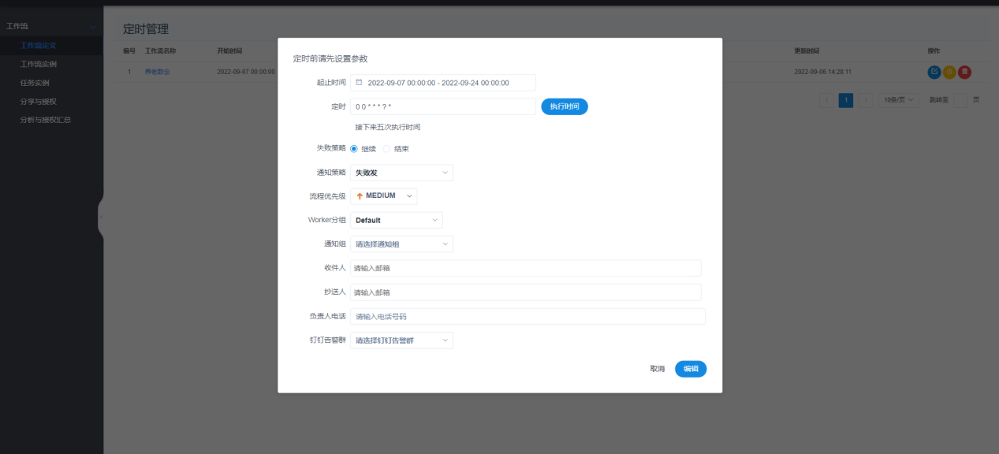 工作流
工作流定义
工作流实例
任务实例
分享与授权
分析与授权汇总
定时管理
编号 工作流名称 开始时间 更新时间 操作
1 养老数仓 2022-09-07 00:00:00 2022-09-06 14:28:11
1 10条/页 跳转至 页
定时前请先设置参数
起止时间 2022-09-07 00:00:00 - 2022-09-24 00:00:00
定时 0 0 * * * ? * 执行时间
接下来五次执行时间
失败策略 继续 结束
通知策略 失败发
流程优先级 MEDIUM
Worker分组 Default
通知组 请选择通知组
收件人 请输入邮箱
抄送人 请输入邮箱
负责人电话 请输入电话号码
钉钉告警群 请选择钉钉告警群
取消 编辑